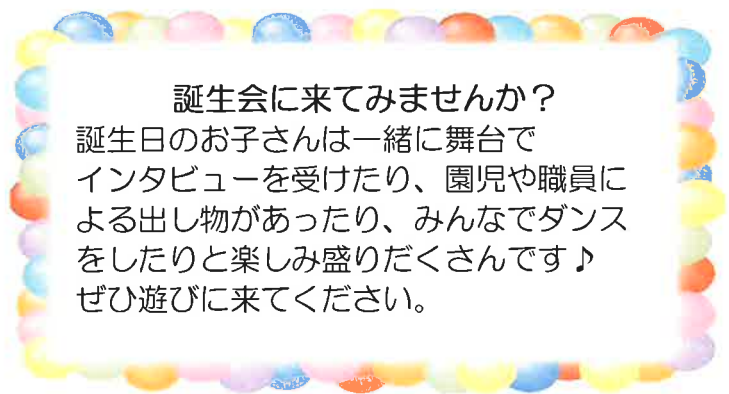 誕生会に来てみませんか？
誕生日のお子さんは一緒に舞台で
インタビューを受けたり、園児や職員に
よる出し物があったり、みんなでダンス
をしたりと楽しみ盛りだくさんです♪
ぜひ遊びに来てください。